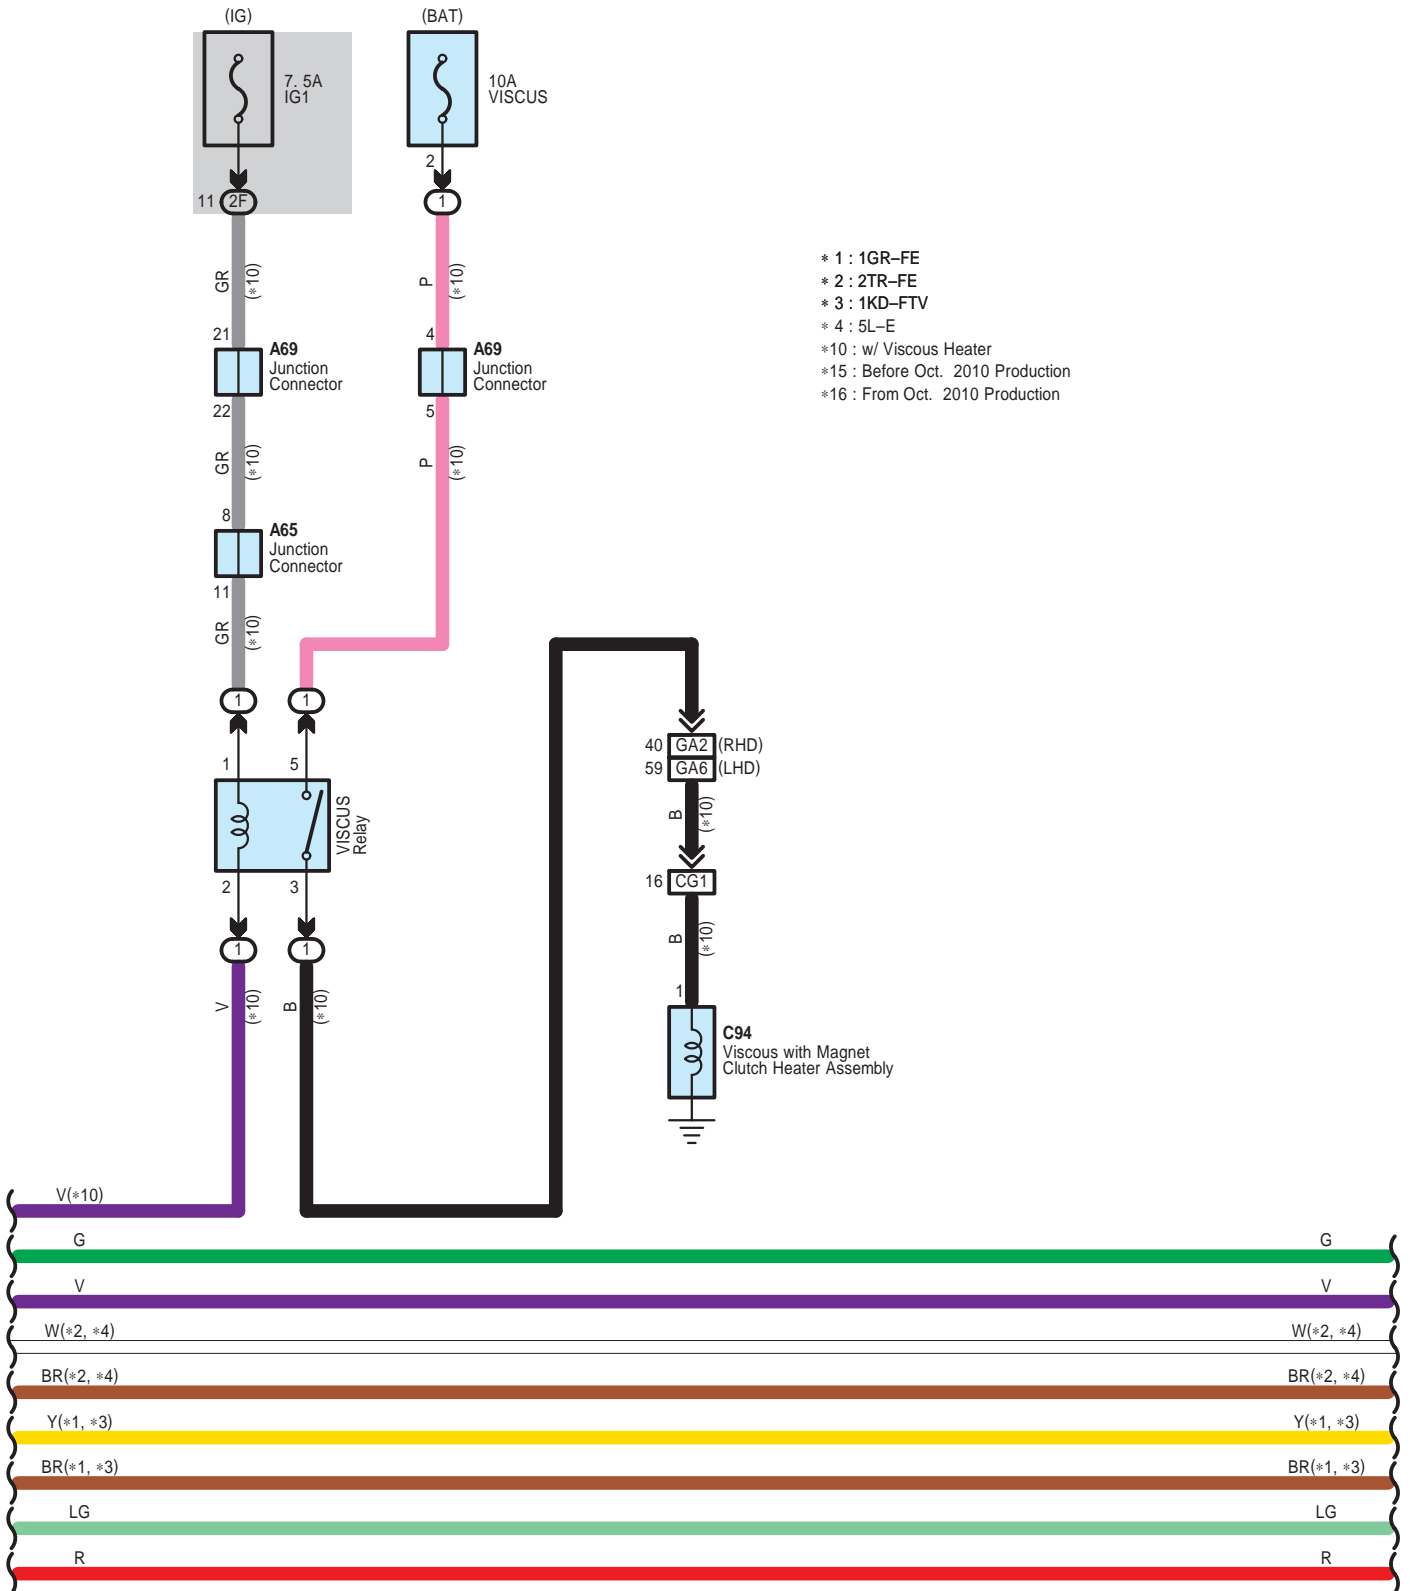 (IG)
(BAT)
7. 5A
IG1
10A
VISCUS
2
11
2F
1
GR
(*10)
P
(*10)
* 1 : 1GR–FE
* 2 : 2TR–FE
* 3 : 1KD–FTV
* 4 : 5L–E
*10 : w/ Viscous Heater
*15 : Before Oct. 2010 Production
*16 : From Oct. 2010 Production
21
A69
Junction
Connector
22
4
A69
Junction
Connector
5
GR
(*10)
P
(*10)
8
A65
Junction
Connector
11
GR
(*10)
1
1
1
5
VISCUS
Relay
2
3
1
1
V
(*10)
B
(*10)
40
GA2
(RHD)
59
GA6
(LHD)
B
(*10)
16
CG1
B
(*10)
1
C94
Viscous with Magnet
Clutch Heater Assembly
V(*10)
G
G
V
V
W(*2, *4)
W(*2, *4)
BR(*2, *4)
BR(*2, *4)
Y(*1, *3)
Y(*1, *3)
BR(*1, *3)
BR(*1, *3)
LG
LG
R
R